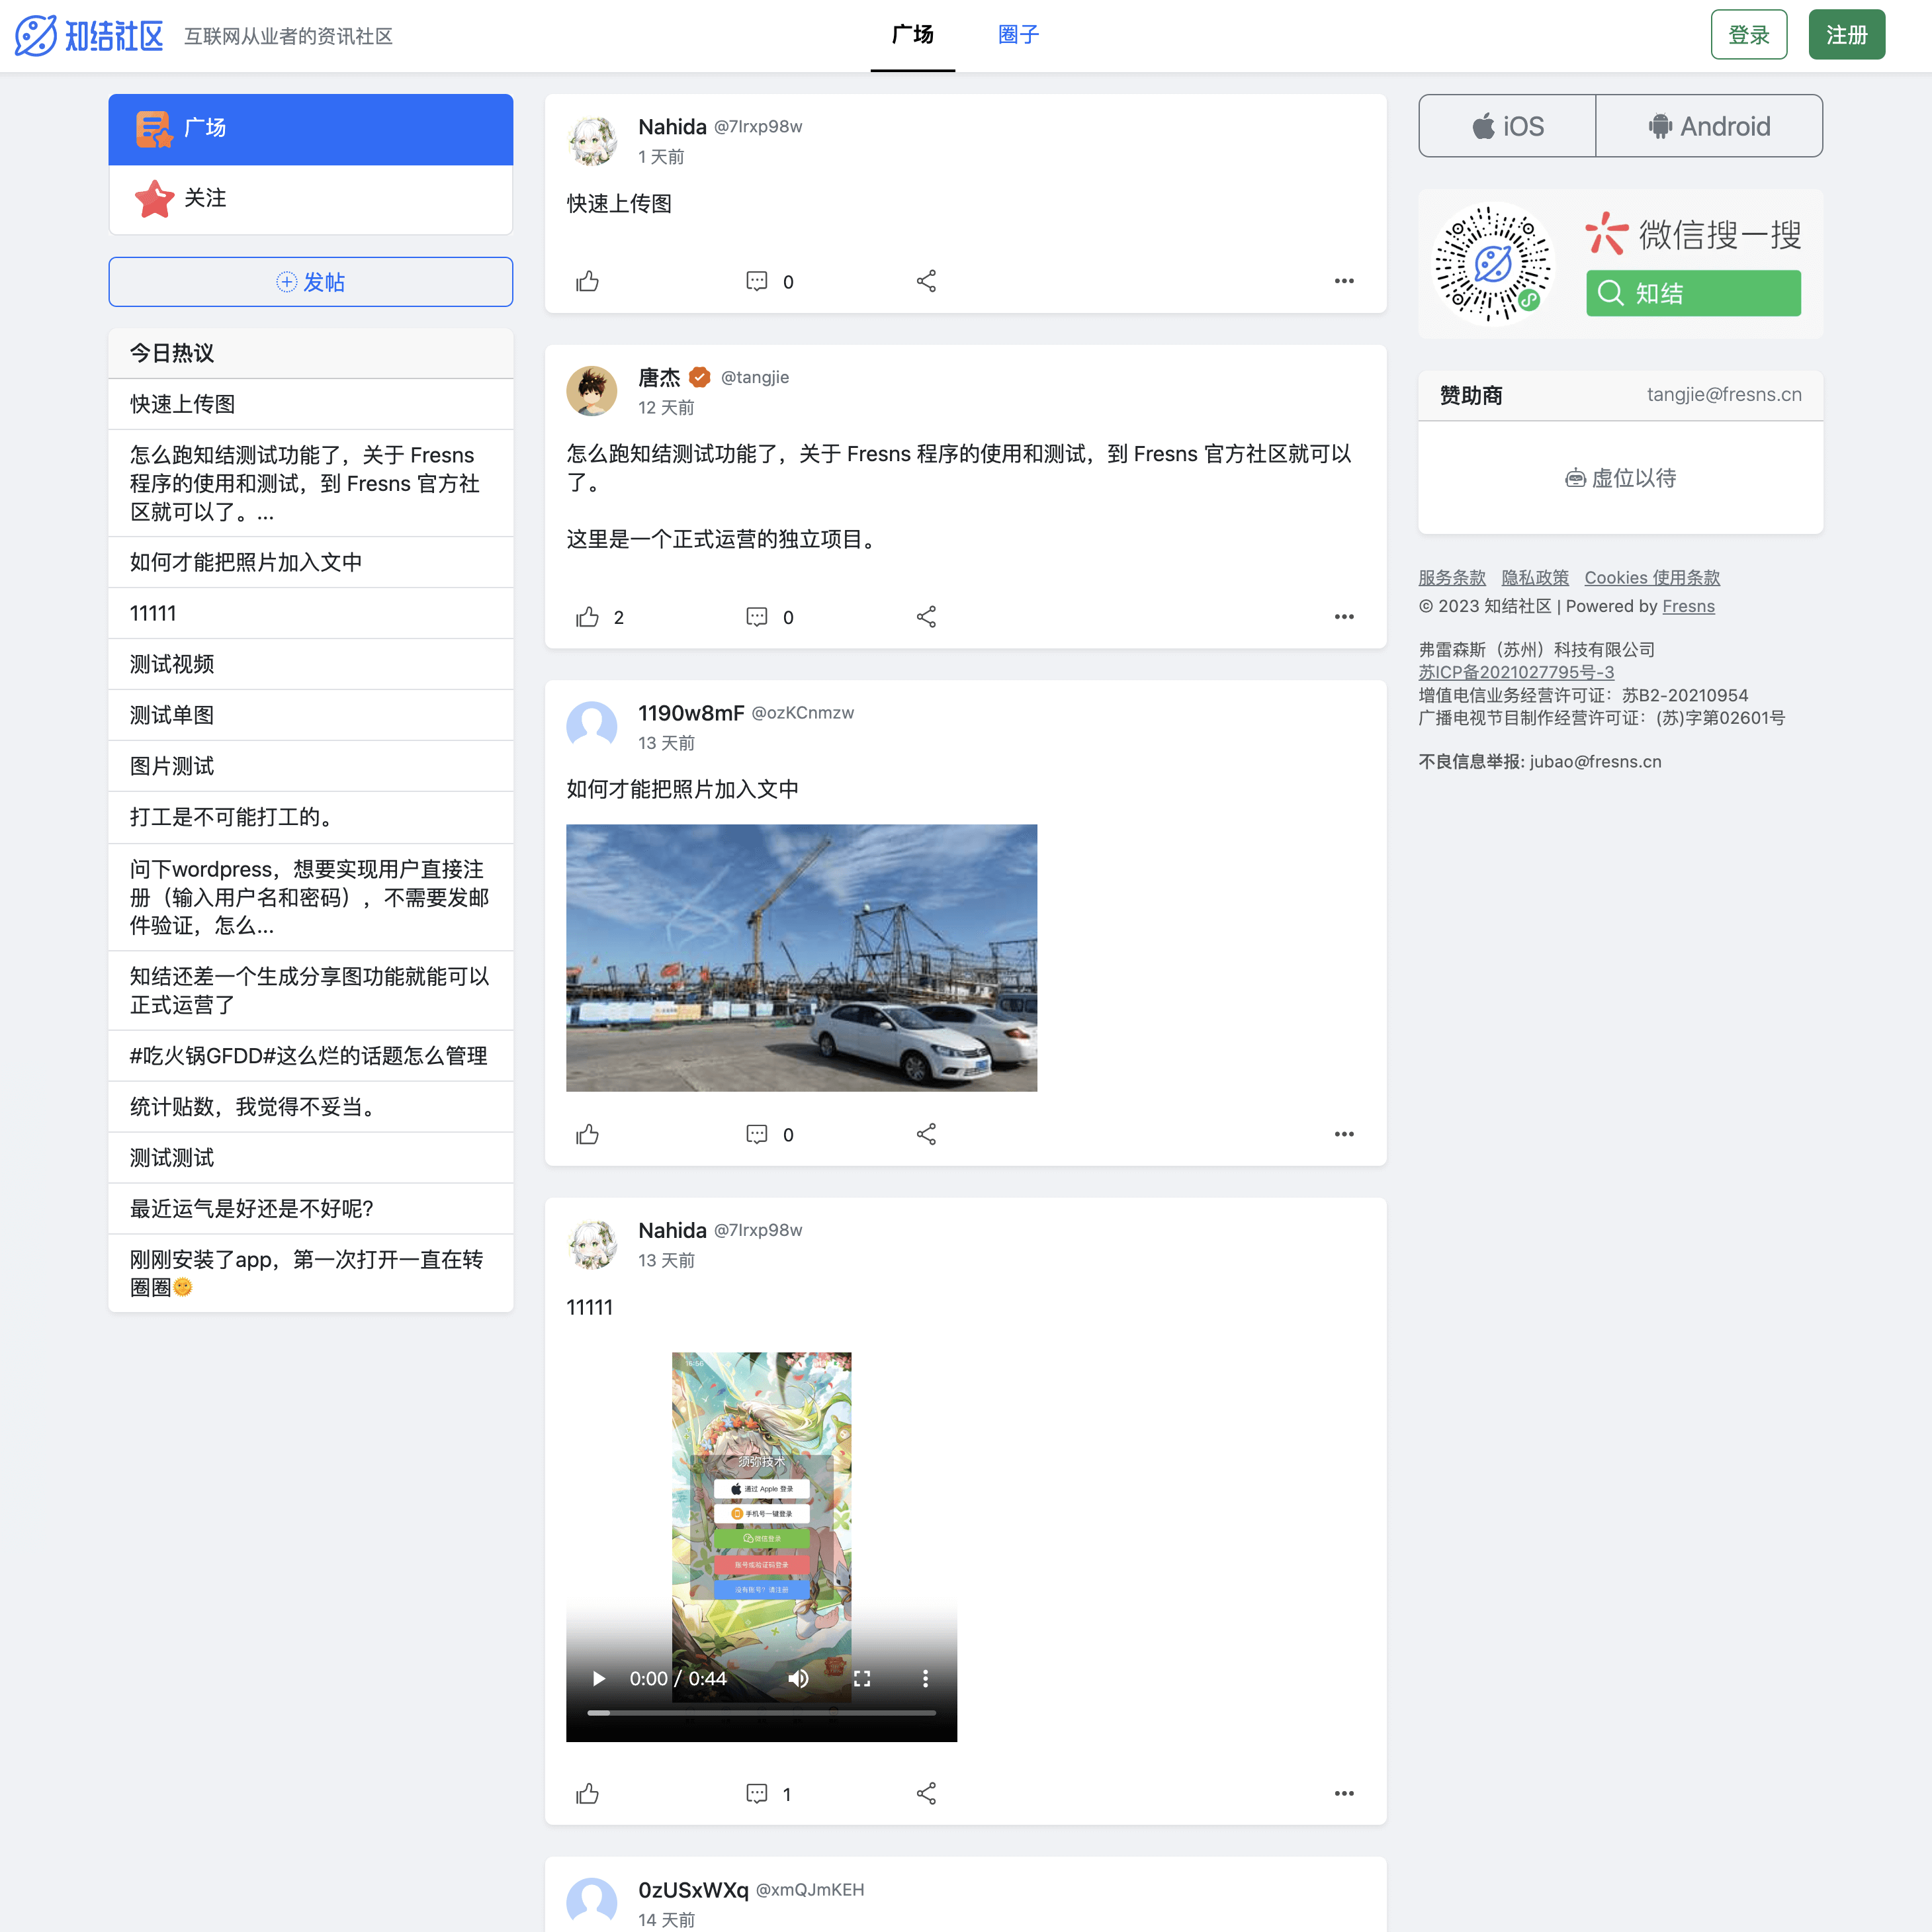 知结社区
互联网从业者的资讯社区
广场
圈子
登录
注册
广场
关注
发帖
今日热议
快速上传图
怎么跑知结测试功能了，关于 Fresns
程序的使用和测试，到 Fresns 官方社
区就可以了。...
如何才能把照片加入文中
11111
测试视频
测试单图
图片测试
打工是不可能打工的。
问下wordpress，想要实现用户直接注
册（输入用户名和密码），不需要发邮
件验证，怎么...
知结还差一个生成分享图功能就能可以
正式运营了
#吃火锅GFDD#这么烂的话题怎么管理
统计贴数，我觉得不妥当。
测试测试
最近运气是好还是不好呢?
刚刚安装了app，第一次打开一直在转
圈圈🌞
Nahida @7Irxp98w
1 天前
快速上传图
0
唐杰 @tangjie
12 天前
怎么跑知结测试功能了，关于 Fresns 程序的使用和测试，到 Fresns 官方社区就可以
了。
这里是一个正式运营的独立项目。
2
0
1190w8mF @ozKCnmzw
13 天前
如何才能把照片加入文中
0
Nahida @7Irxp98w
13 天前
11111
须弥技术
通过 Apple 登录
手机号一键登录
微信登录
账号或验证码登录
没有账号? 请注册
0:00 / 0:44
1
0zUSxWXq @xmQJmKEH
14 天前
iOS
Android
微信搜一搜
知结
赞助商
tangjie@fresns.cn
虚位以待
服务条款 隐私政策 Cookies 使用条款
© 2023 知结社区 | Powered by Fresns
弗雷森斯（苏州）科技有限公司
苏ICP备2021027795号-3
增值电信业务经营许可证：苏B2-20210954
广播电视节目制作经营许可证：(苏)字第02601号
不良信息举报: jubao@fresns.cn